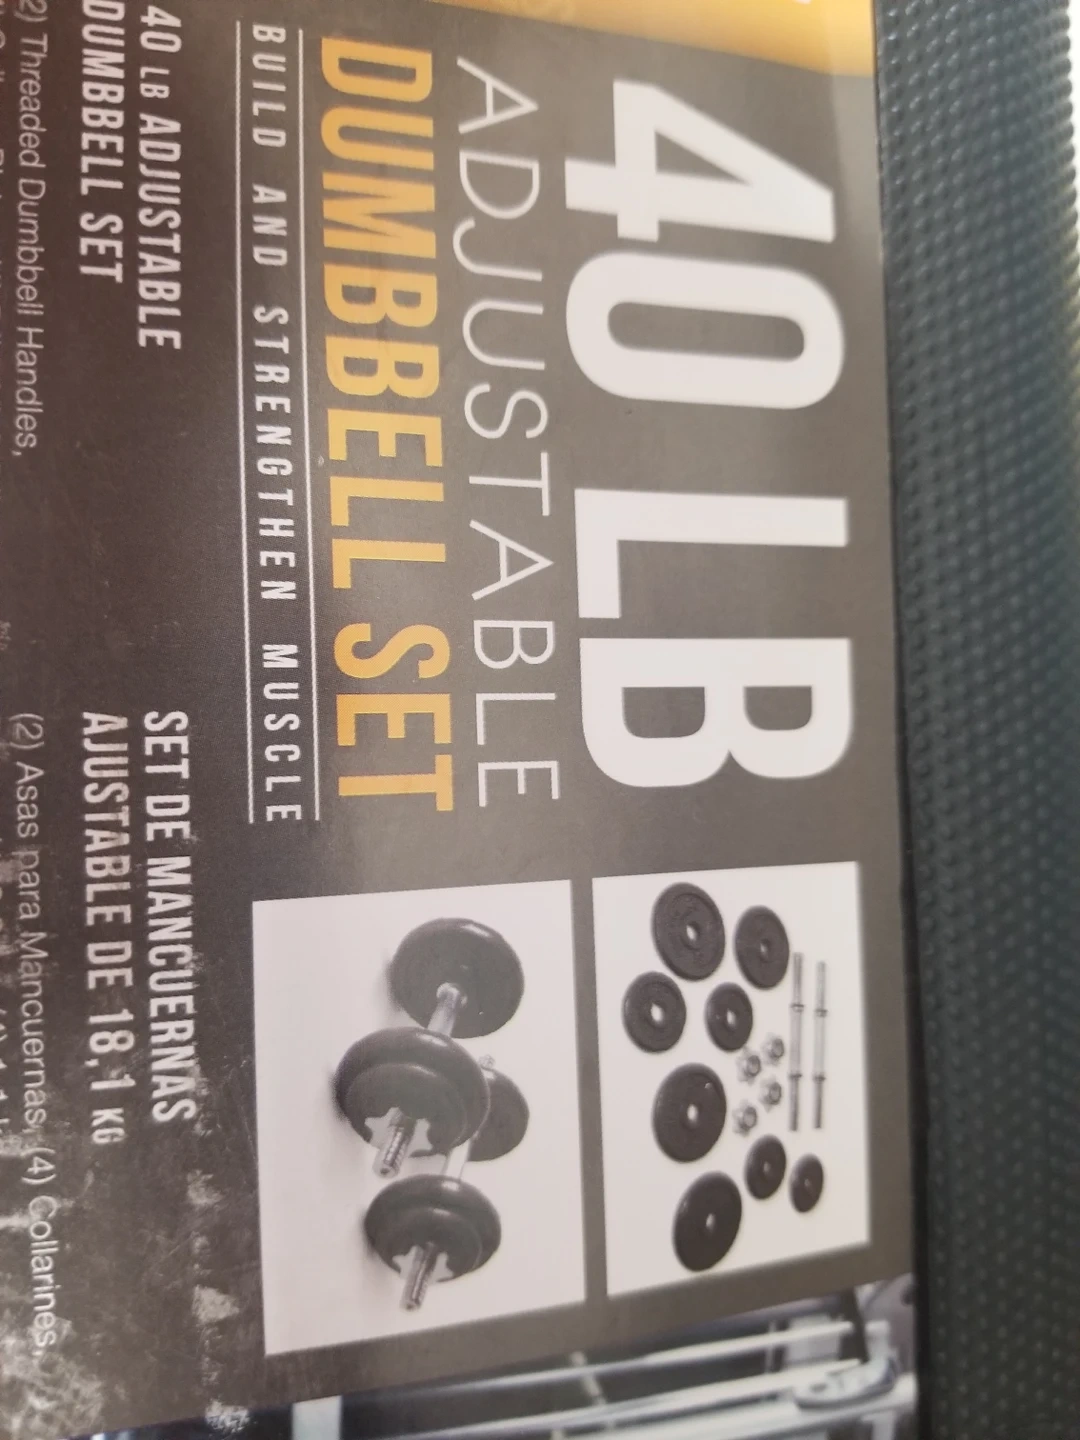 40 LB
ADJUSTABLE
DUMBBELL SET
BUILD AND STRENGTHEN MUSCLE
40 LB ADJUSTABLE
DUMBBELL SET
2) Threaded Dumbbell Handles,
SET DE MANCUERNAS
AJUSTABLE DE 18,1 KG
(2) Asas para Mancuernas, (4) Collarines,